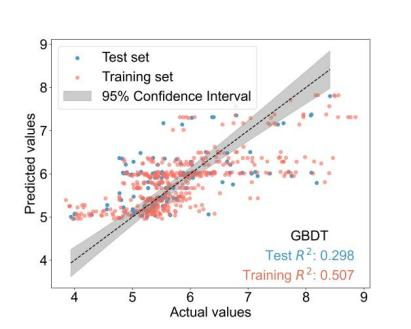 Test set
Training set
95% Confidence Interval
9
8
7
6
5
4
Predicted values
GBDT
Test R²: 0.298
Training R²: 0.507
4 5 6 7 8 9
Actual values